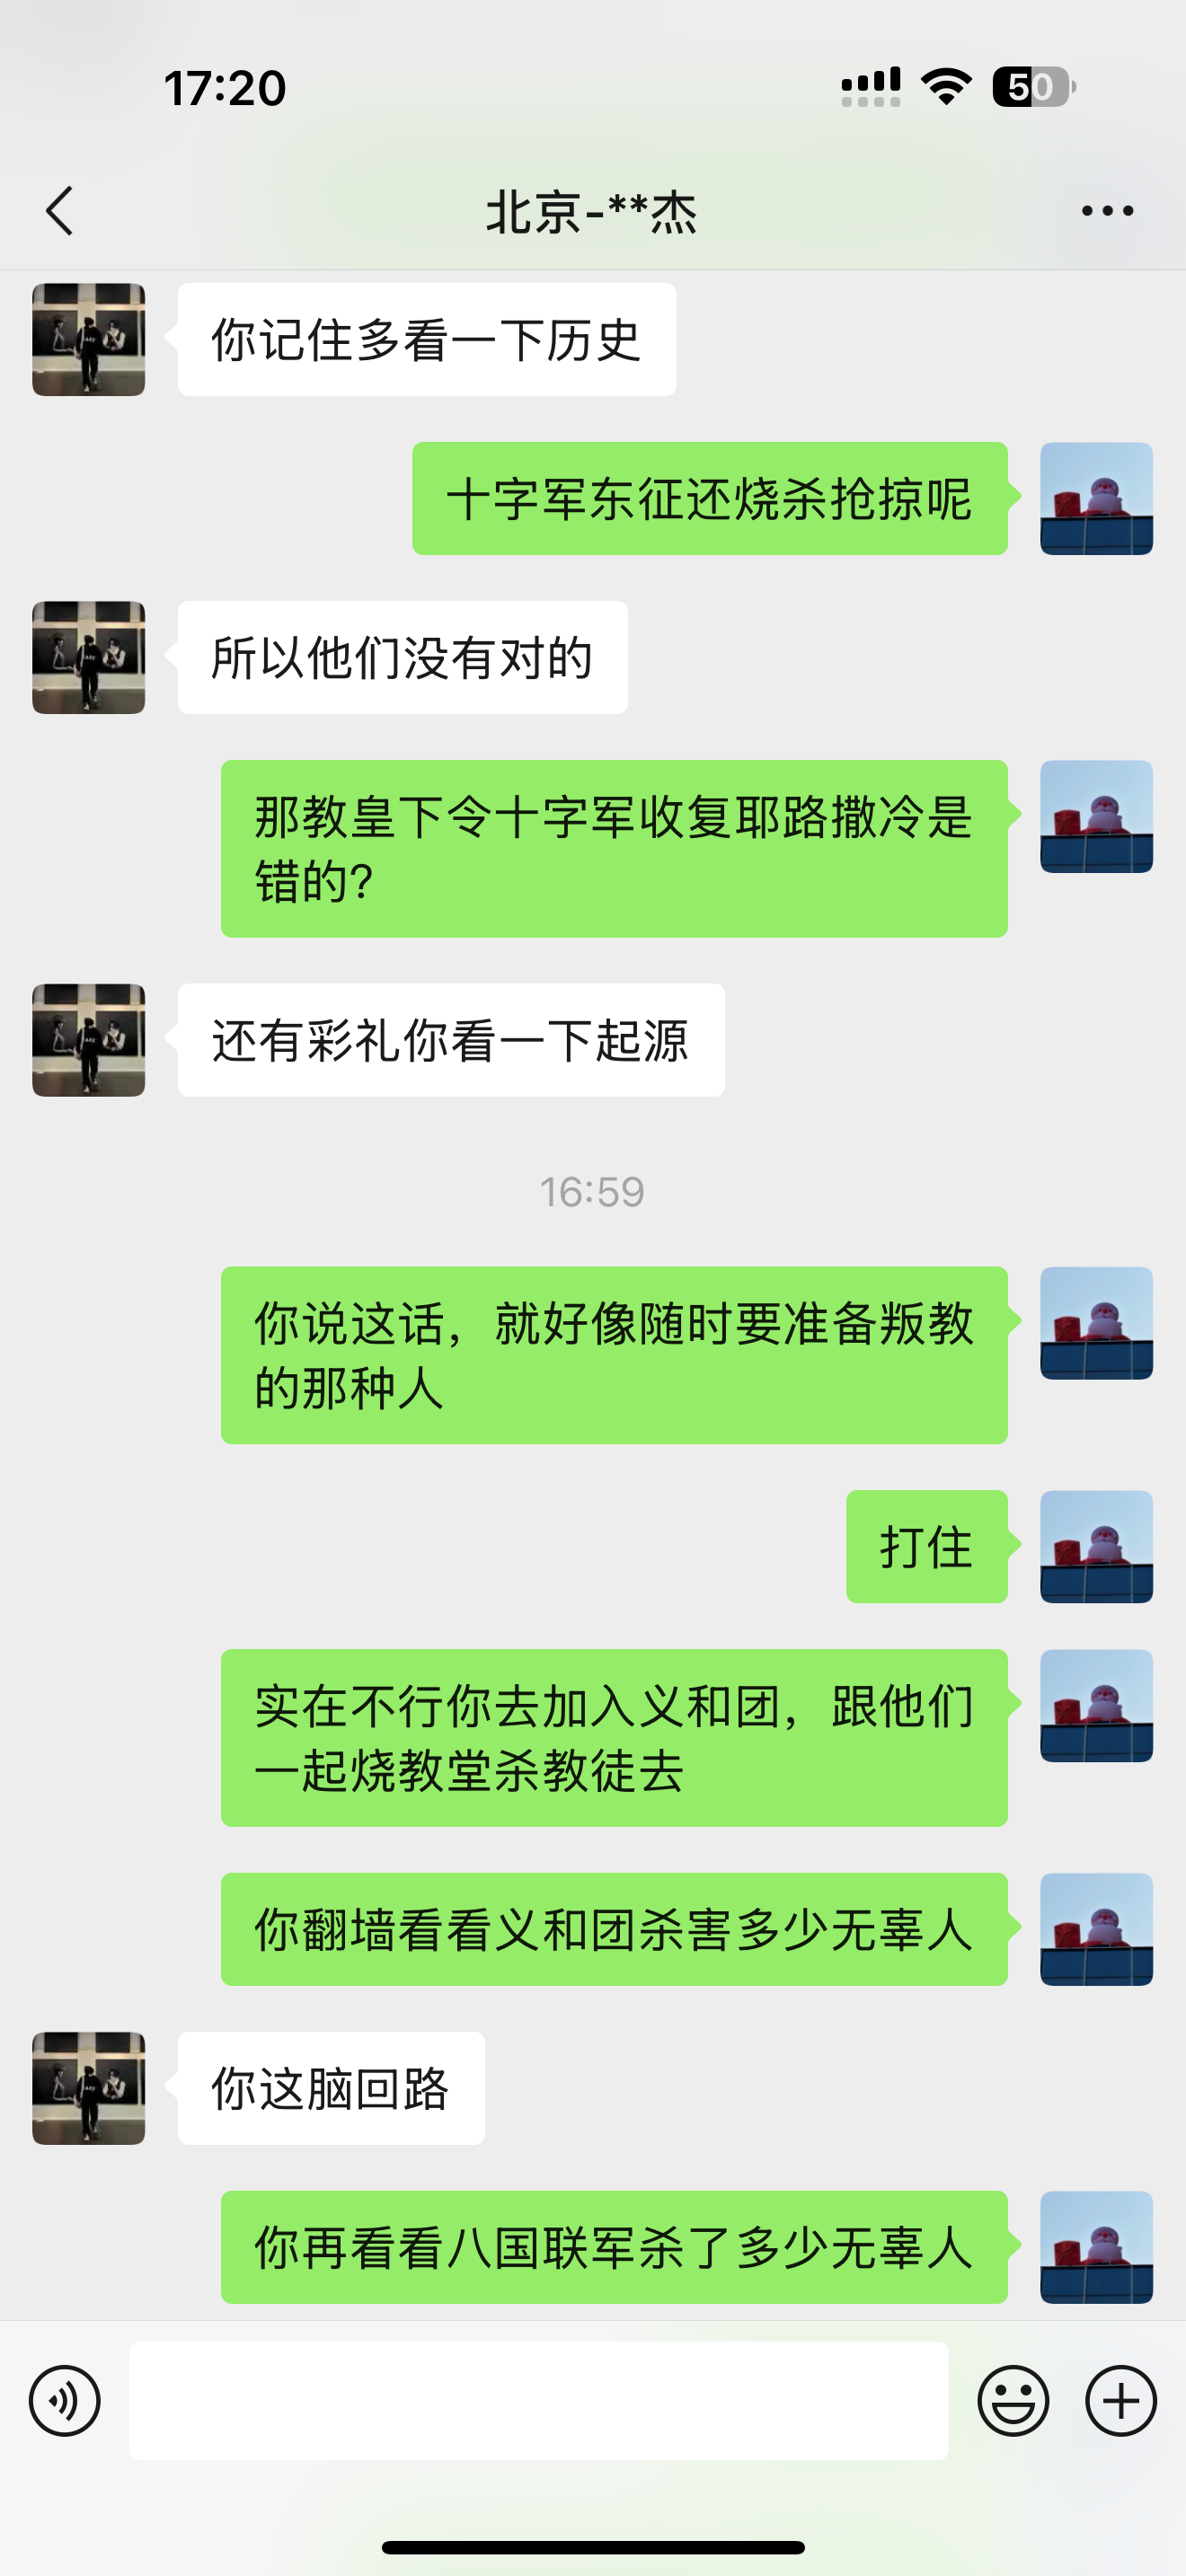 17:20
50
北京-**杰
你记住多看一下历史
十字军东征还烧杀抢掠呢
所以他们没有对的
那教皇下令十字军收复耶路撒冷是
错的?
还有彩礼你看一下起源
16:59
你说这话，就好像随时要准备叛教
的那种人
打住
实在不行你去加入义和团，跟他们
一起烧教堂杀教徒去
你翻墙看看义和团杀害多少无辜人
你这脑回路
你再看看八国联军杀了多少无辜人